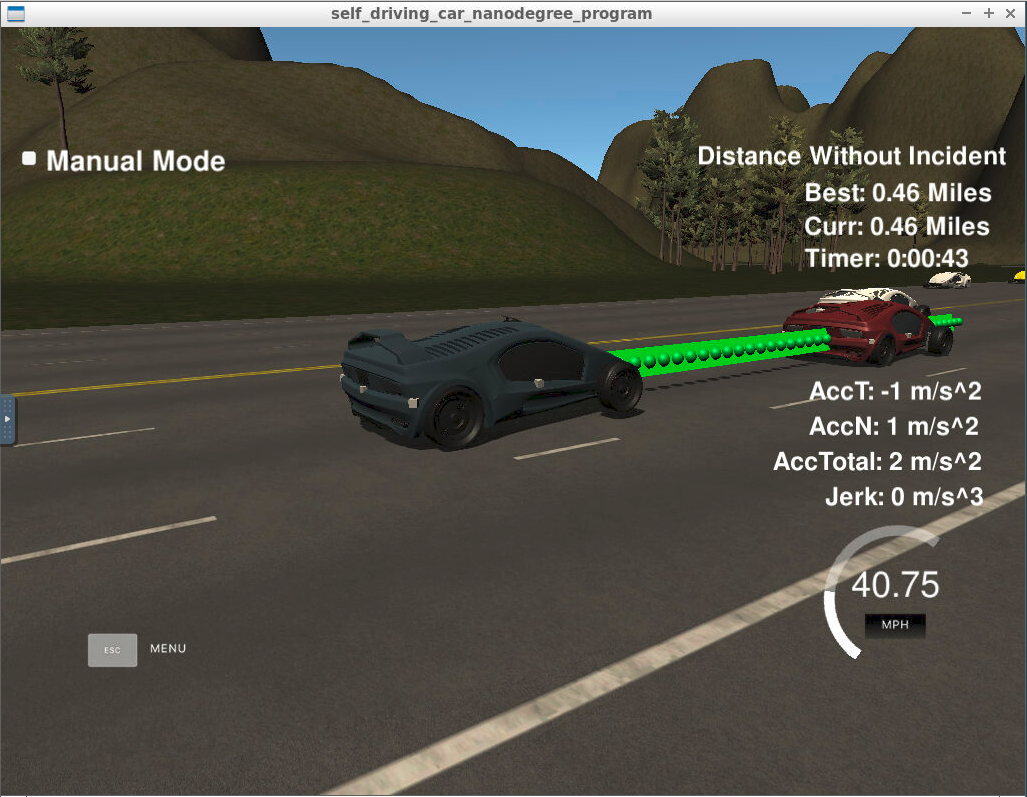 self_driving_car_nanodegree_program
Manual Mode
Distance Without Incident
Best: 0.46 Miles
Curr: 0.46 Miles
Timer: 0:00:43
AccT: -1 m/s^2
AccN: 1 m/s^2
AccTotal: 2 m/s^2
Jerk: 0 m/s^3
40.75
MPH
ESC MENU